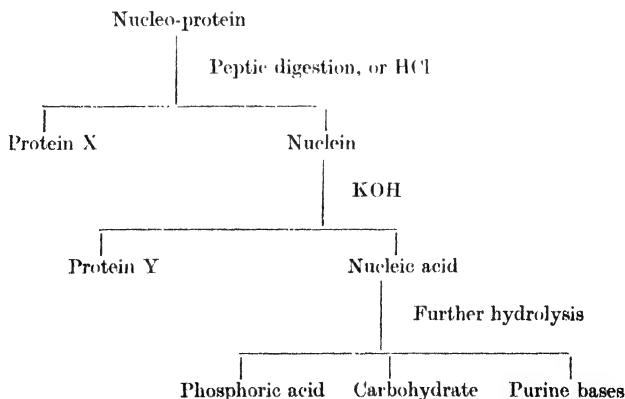 Nucleo-protein
Peptic digestion, or HCl
Protein X Nuclein
KOH
Protein Y Nucleic acid
Further hydrolysis
Phosphoric acid Carbohydrate Purine bases